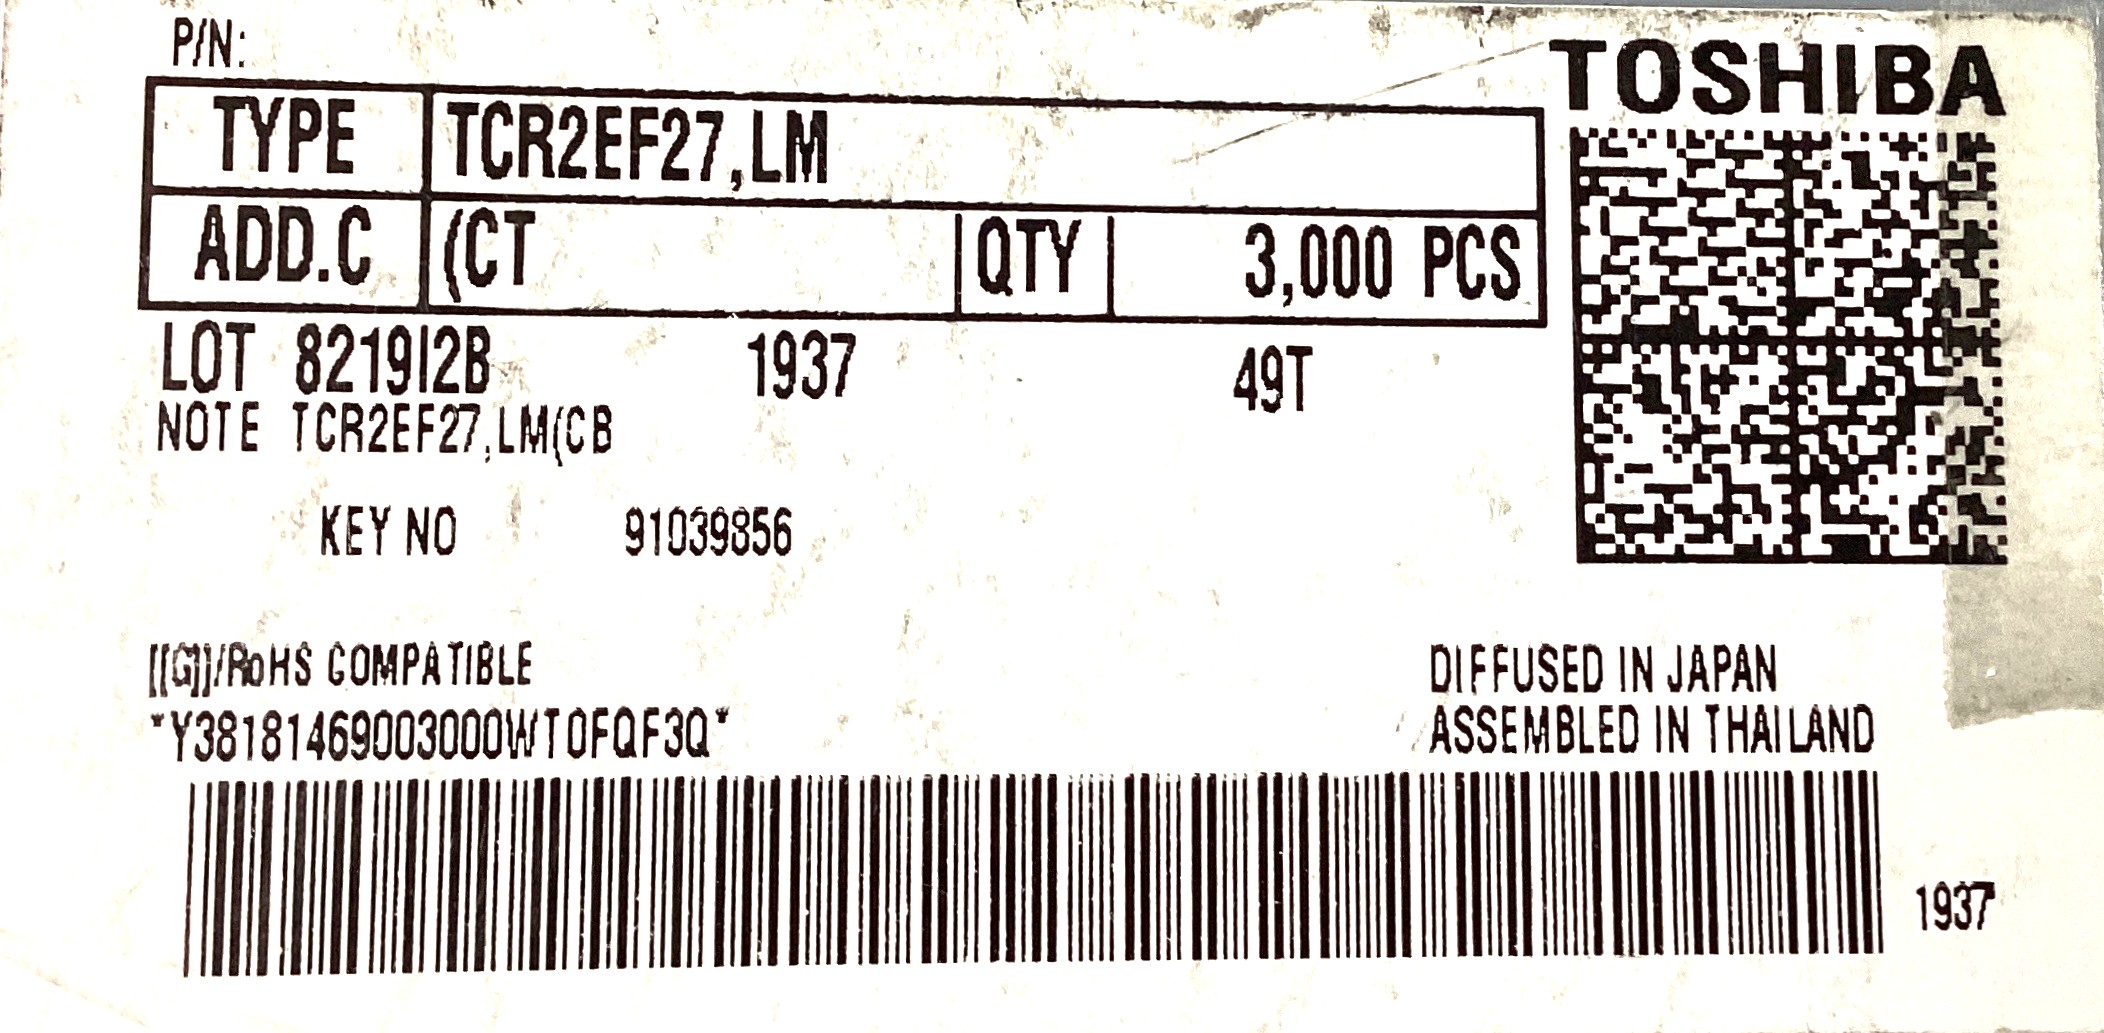 P/N:
TOSHIBA
TYPE TCR2EF27,LM
ADD.C (CT QTY 3,000 PCS
LOT 8219I2B 1937 49T
NOTE TCR2EF27,LM(CB
KEY NO 91039856
[[G]]/RoHS COMPATIBLE
DIFFUSED IN JAPAN
*Y38181469003000WT0FQF3Q*
ASSEMBLED IN THAILAND
1937